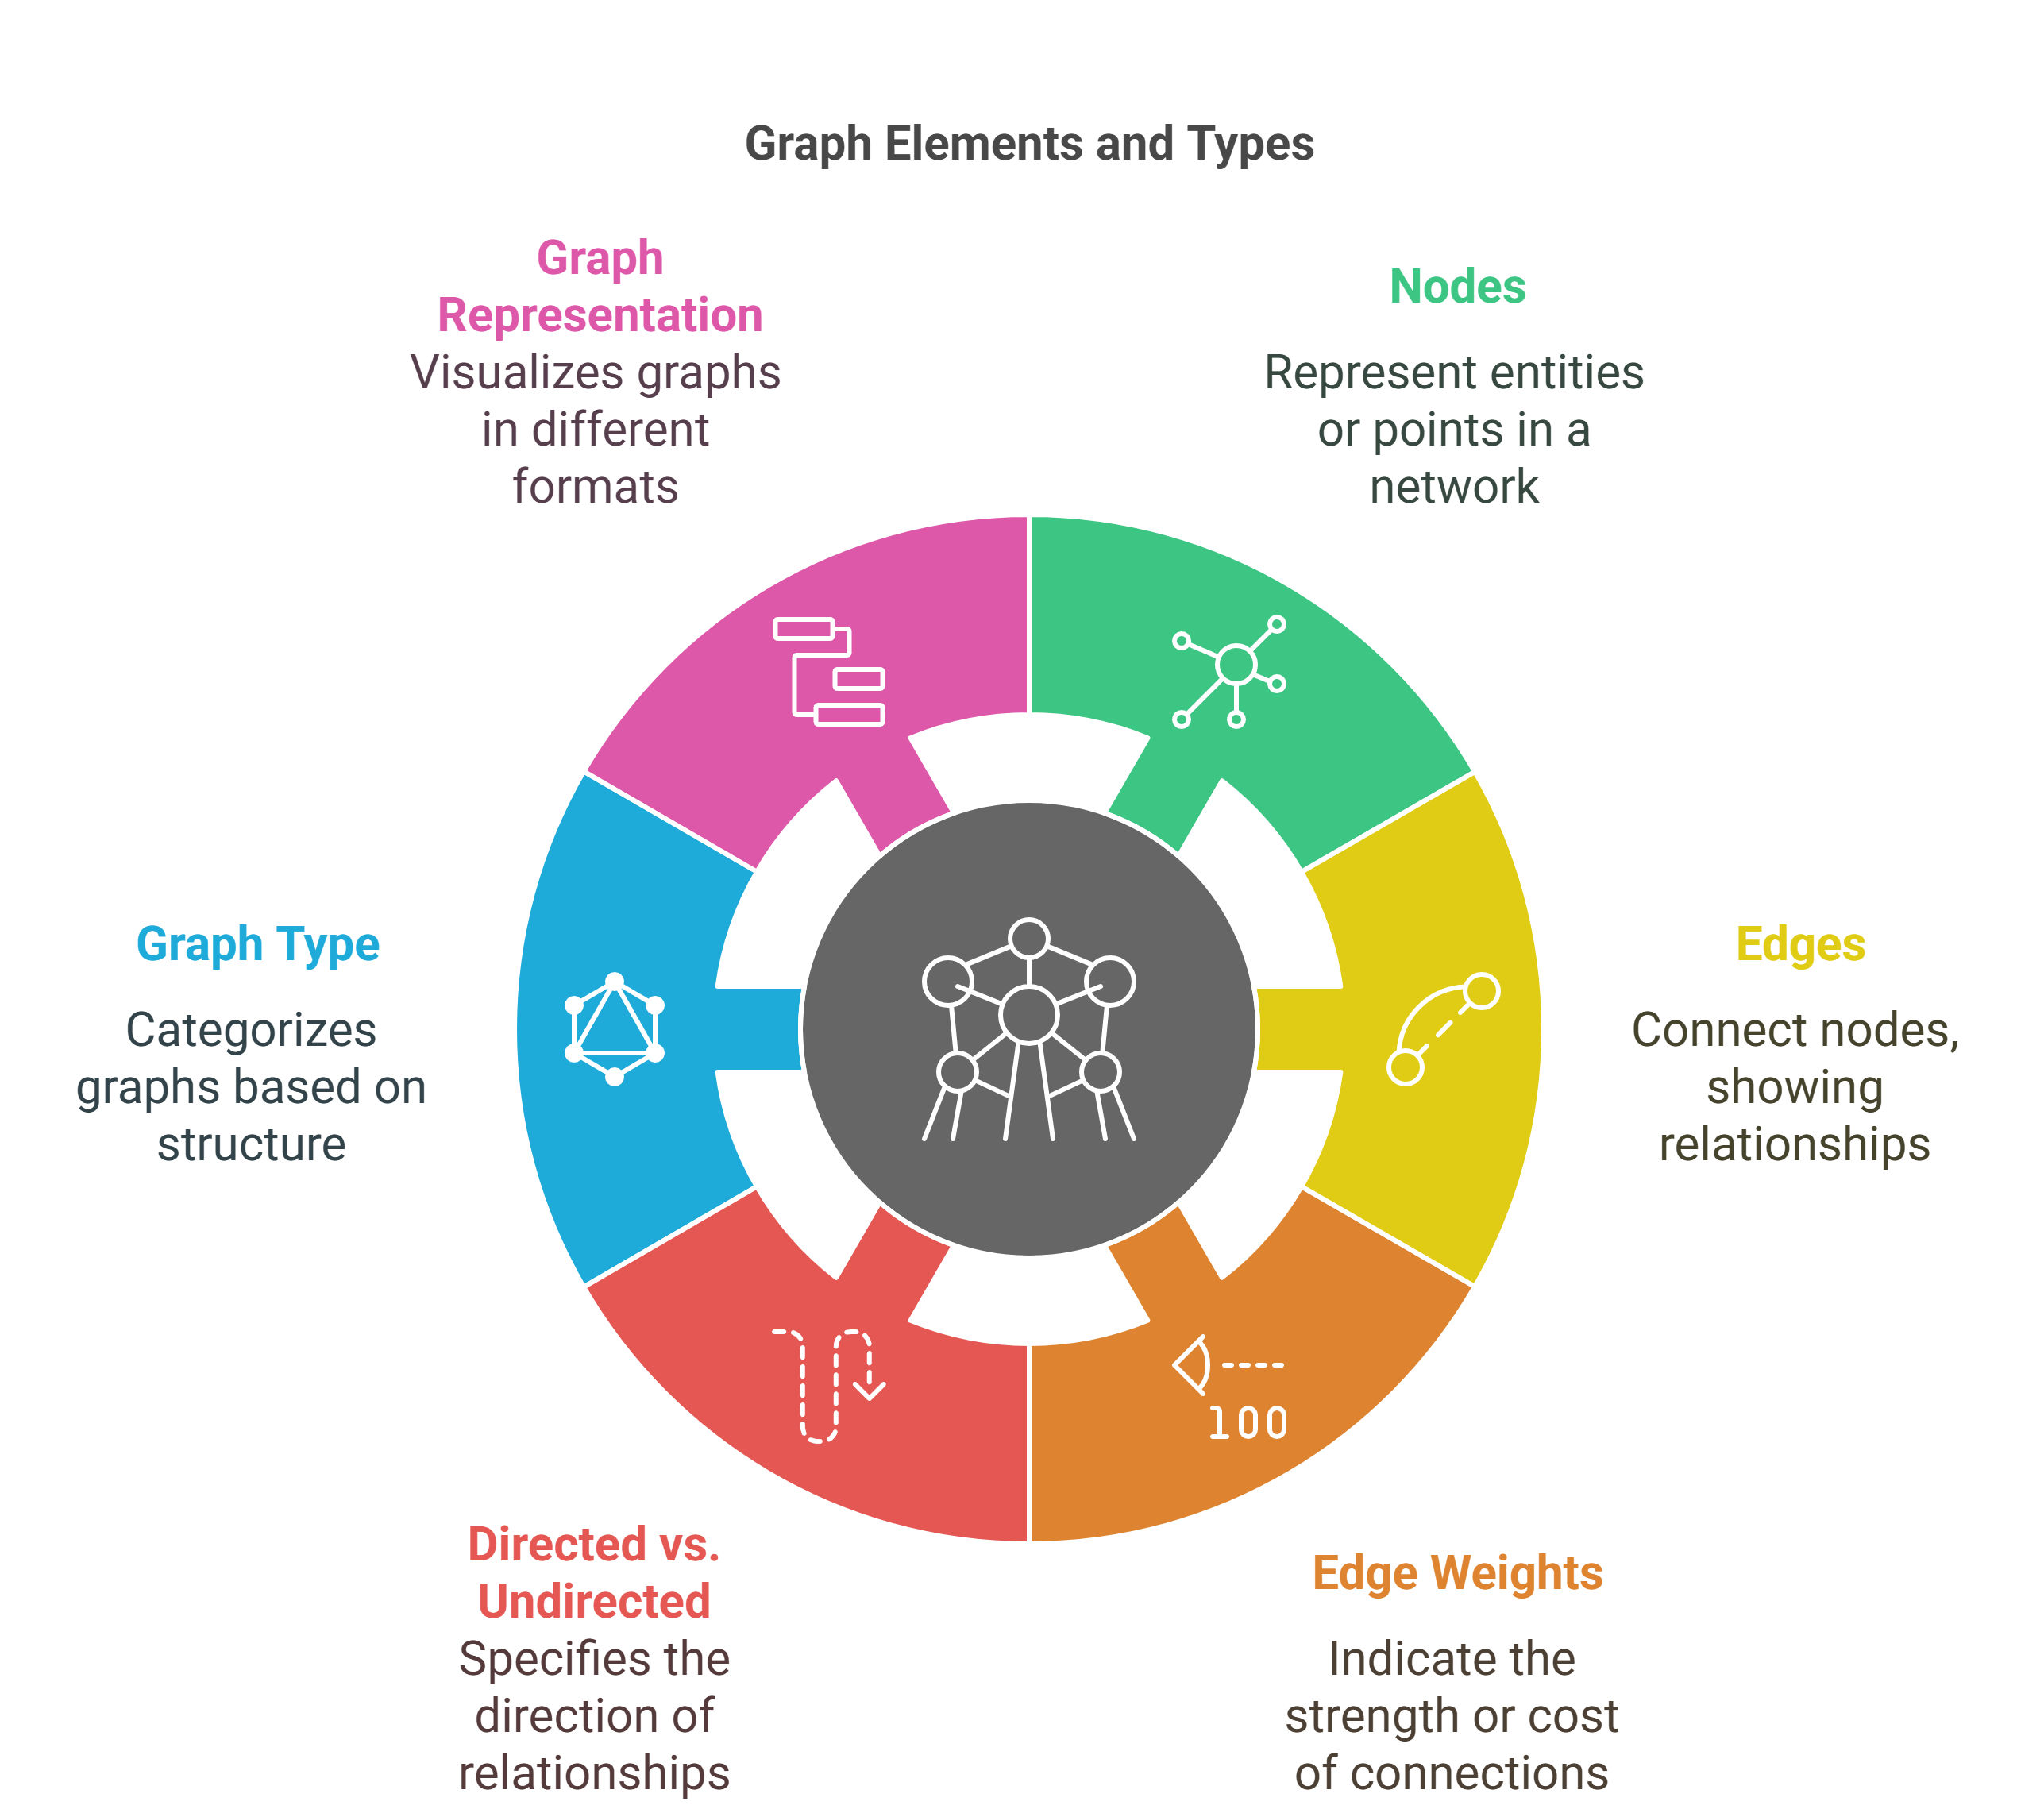 Graph Elements and Types
Graph
Representation
Visualizes graphs
in different
formats
Nodes
Represent entities
or points in a
network
Graph Type
Categorizes
graphs based on
structure
Edges
Connect nodes,
showing
relationships
100
Directed vs.
Undirected
Specifies the
direction of
relationships
Edge Weights
Indicate the
strength or cost
of connections